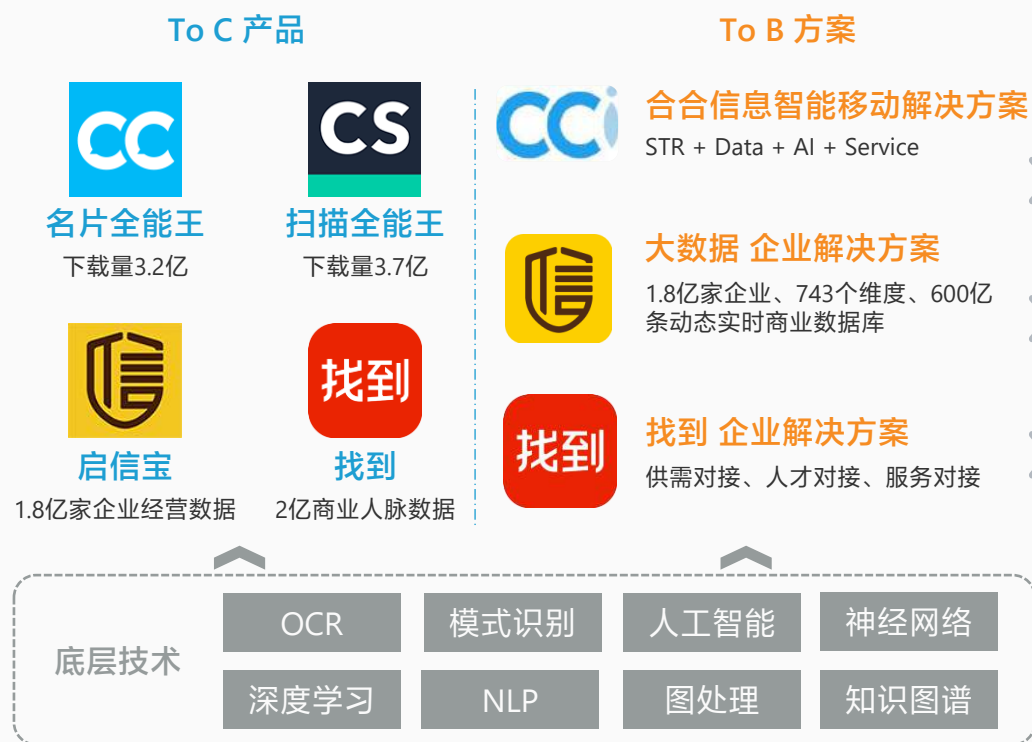 To C 产品
CC
CS
名片全能王
扫描全能王
下载量3.2亿
下载量3.7亿
信
找到
启信宝
找到
1.8亿家企业经营数据
2亿商业人脉数据
To B 方案
CCi
合合信息智能移动解决方案
STR + Data + AI + Service
信
大数据 企业解决方案
1.8亿家企业、743个维度、600亿
条动态实时商业数据库
找到
找到 企业解决方案
供需对接、人才对接、服务对接
底层技术
OCR
模式识别
人工智能
神经网络
深度学习
NLP
图处理
知识图谱